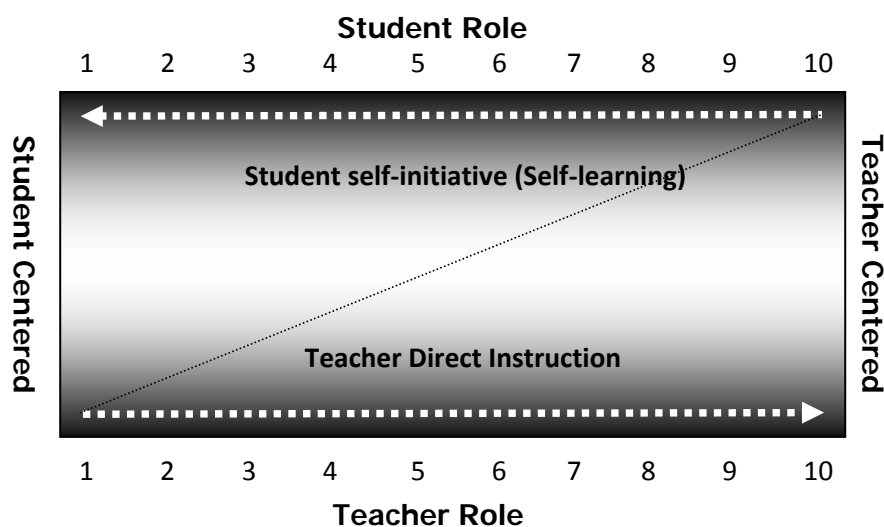 Student Role
1 2 3 4 5 6 7 8 9 10
Student Centered
Student self-initiative (Self-learning)
Teacher Direct Instruction
Teacher Centered
1 2 3 4 5 6 7 8 9 10
Teacher Role